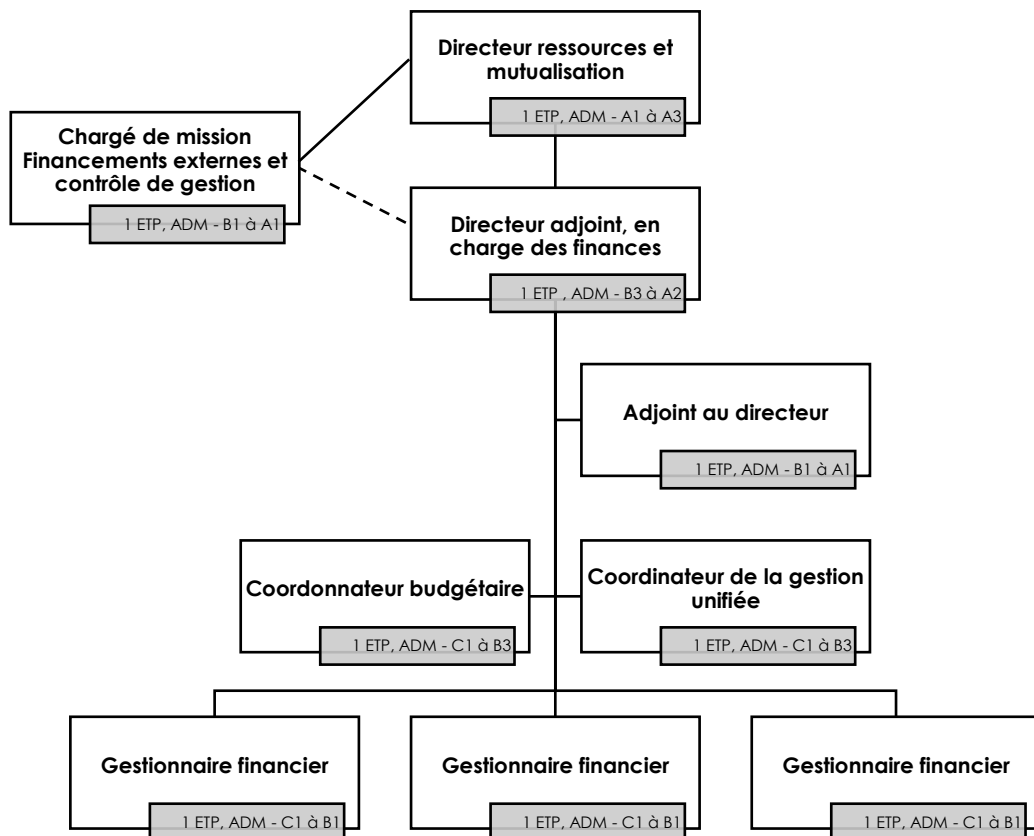 Directeur ressources et
mutualisation
1 ETP, ADM - A1 à A3
Chargé de mission
Financements externes et
contrôle de gestion
1 ETP, ADM - B1 à A1
Directeur adjoint, en
charge des finances
1 ETP , ADM - B3 à A2
Adjoint au directeur
1 ETP, ADM - B1 à A1
Coordonnateur budgétaire
1 ETP, ADM - C1 à B3
Coordinateur de la gestion
unifiée
1 ETP, ADM - C1 à B3
Gestionnaire financier
1 ETP, ADM - C1 à B1
Gestionnaire financier
1 ETP, ADM - C1 à B1
Gestionnaire financier
1 ETP, ADM - C1 à B1